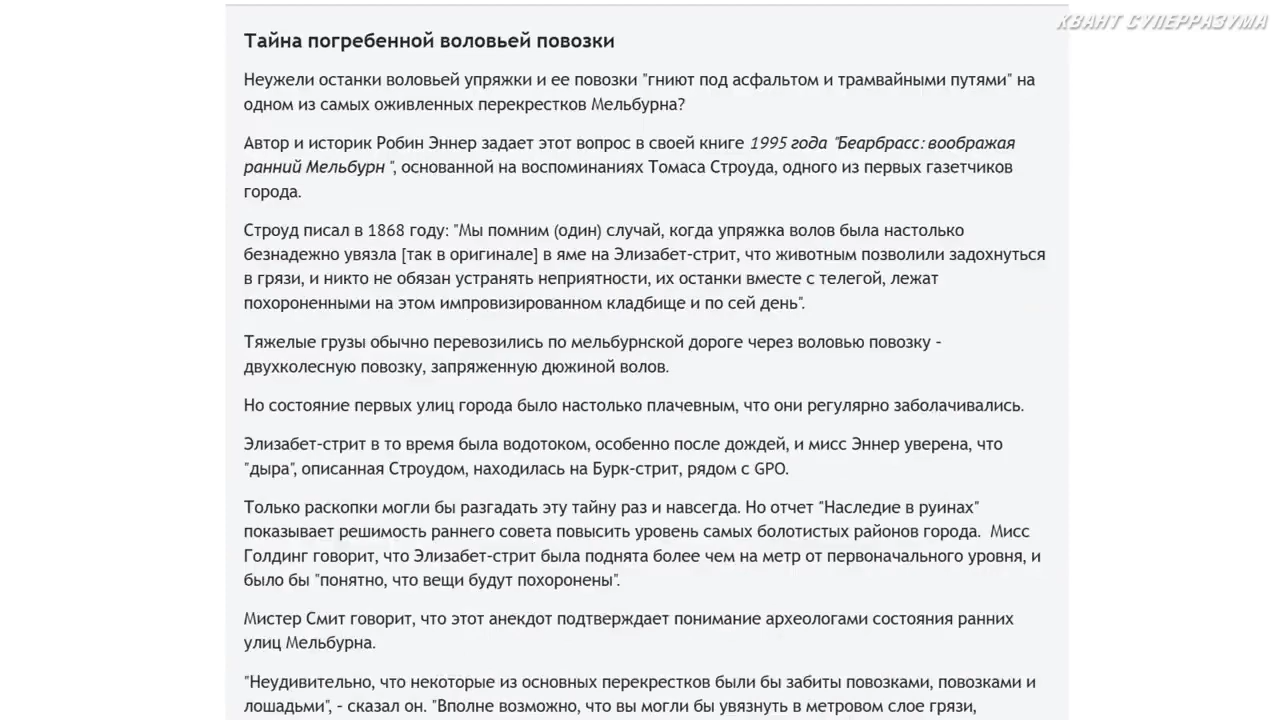 КВАНТ СУПЕРРАЗУМА
Тайна погребенной воловьей повозки
Неужели останки воловьей упряжки и ее повозки "гниют под асфальтом и трамвайными путями" на
одном из самых оживленных перекрестков Мельбурна?
Автор и историк Робин Эннер задает этот вопрос в своей книге 1995 года "Беарбрасс: воображая
ранний Мельбурн ", основанной на воспоминаниях Томаса Строуда, одного из первых газетчиков
города.
Строуд писал в 1868 году: "Мы помним (один) случай, когда упряжка волов была настолько
безнадежно увязла [так в оригинале] в яме на Элизабет-стрит, что животным позволили задохнуться
в грязи, и никто не обязан устранять неприятности, их останки вместе с телегой, лежат
похороненными на этом импровизированном кладбище и по сей день".
Тяжелые грузы обычно перевозились по мельбурнской дороге через воловью повозку -
двухколесную повозку, запряженную дюжиной волов.
Но состояние первых улиц города было настолько плачевным, что они регулярно заболачивались.
Элизабет-стрит в то время была водотоком, особенно после дождей, и мисс Эннер уверена, что
"дыра", описанная Строудом, находилась на Бурк-стрит, рядом с GPO.
Только раскопки могли бы разгадать эту тайну раз и навсегда. Но отчет "Наследие в руинах"
показывает решимость раннего совета повысить уровень самых болотистых районов города. Мисс
Голдинг говорит, что Элизабет-стрит была поднята более чем на метр от первоначального уровня, и
было бы "понятно, что вещи будут похоронены".
Мистер Смит говорит, что этот анекдот подтверждает понимание археологами состояния ранних
улиц Мельбурна.
"Неудивительно, что некоторые из основных перекрестков были бы забиты повозками, повозками и
лошадьми", - сказал он. "Вполне возможно, что вы могли бы увязнуть в метровом слое грязи,